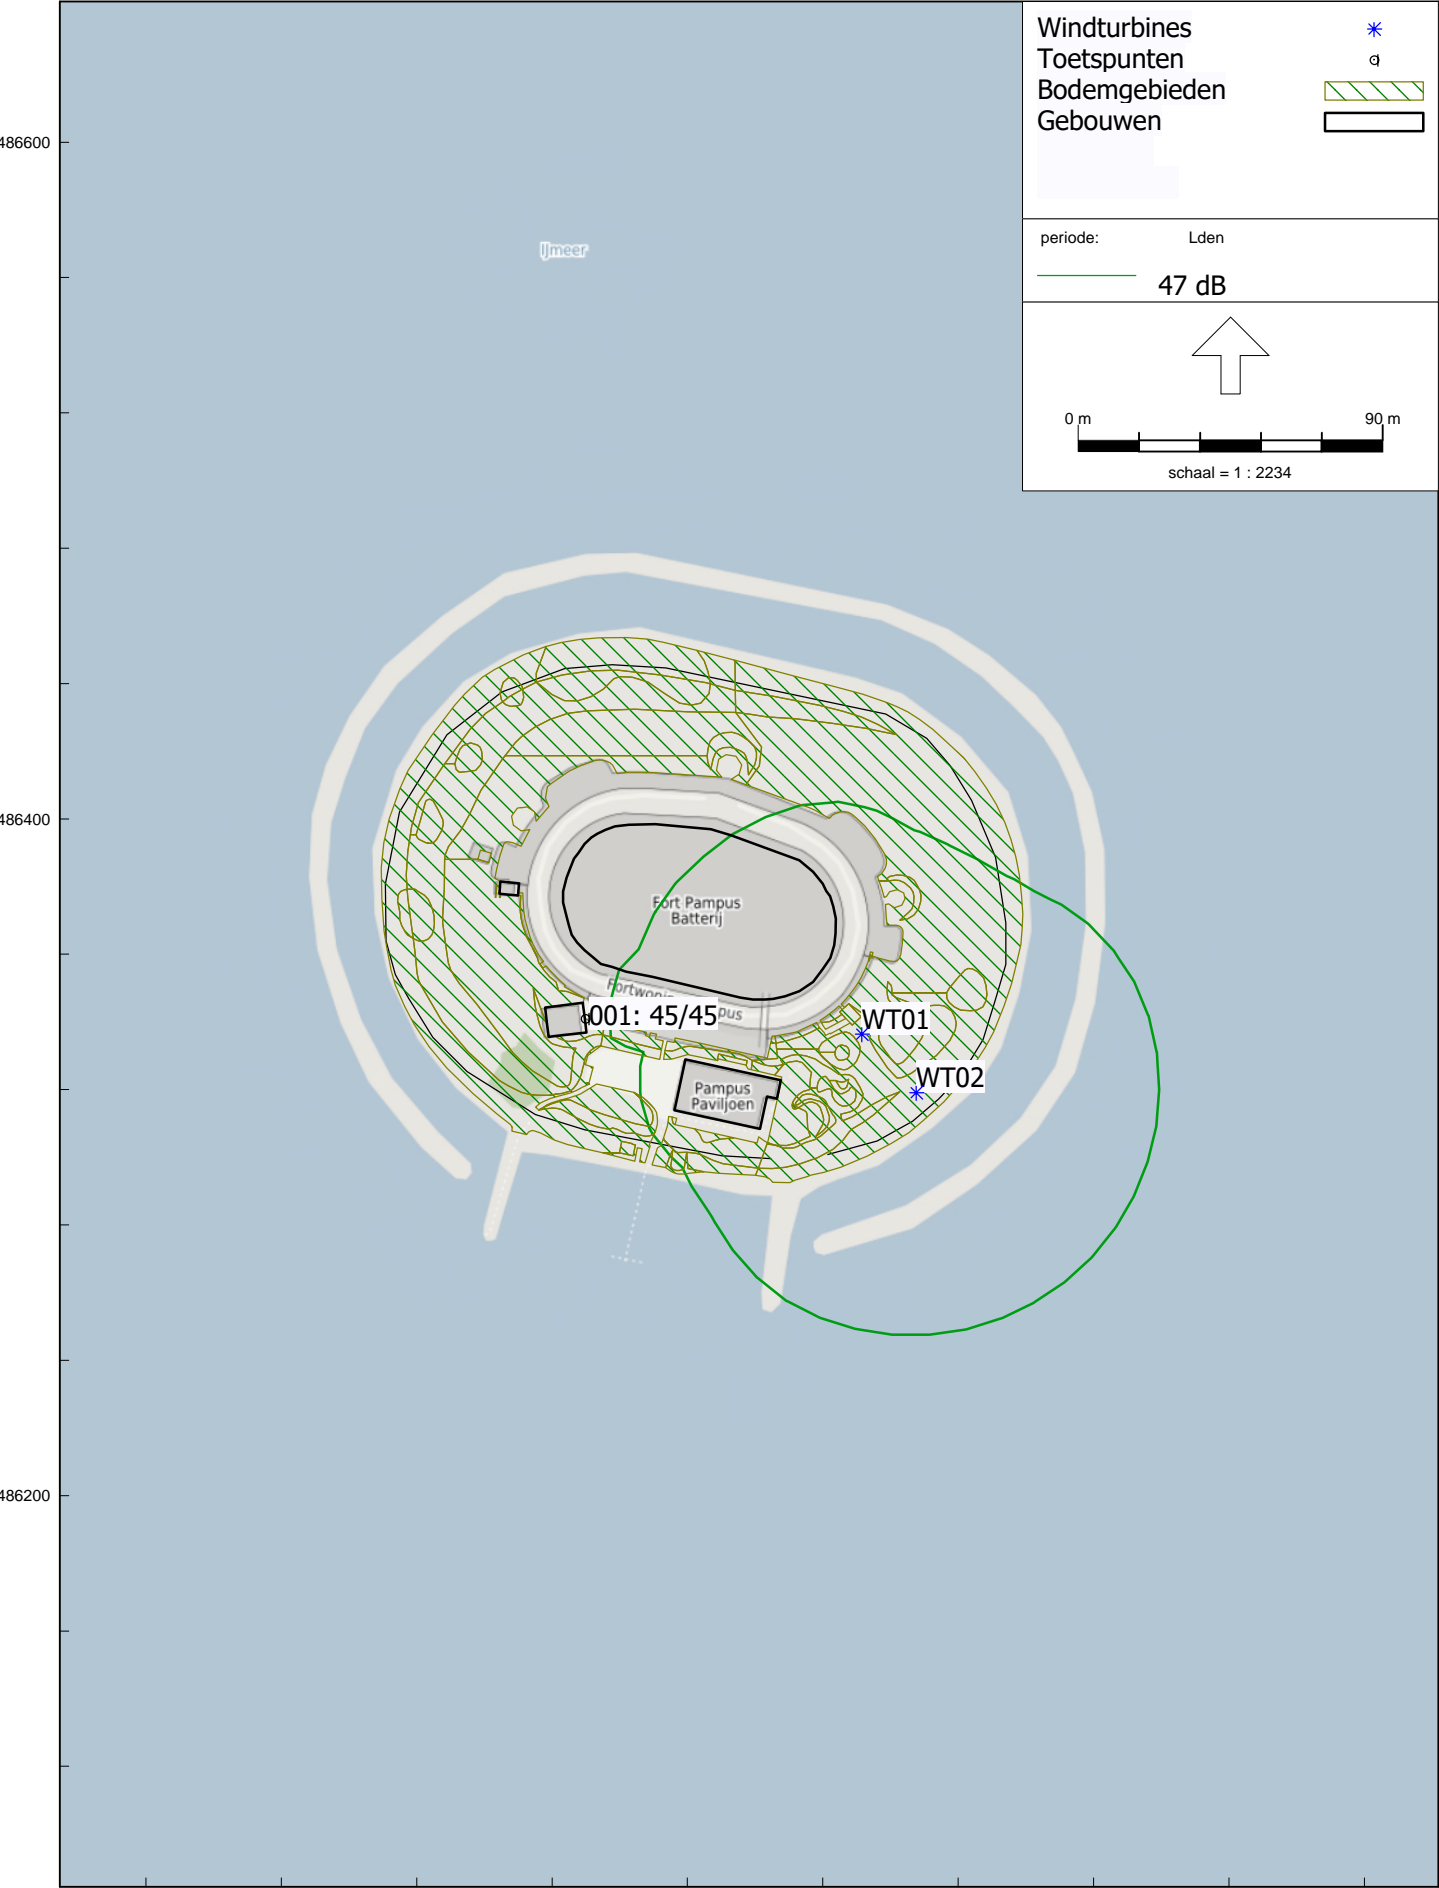 Windturbines
Toetspunten
Bodemgebieden
Gebouwen
periode: Lden
47 dB
0 m 90 m
schaal = 1 : 2234
486600
IJmeer
486400
Fort Pampus
Batterij
001: 45/45
WT01
WT02
Pampus
Paviljoen
486200